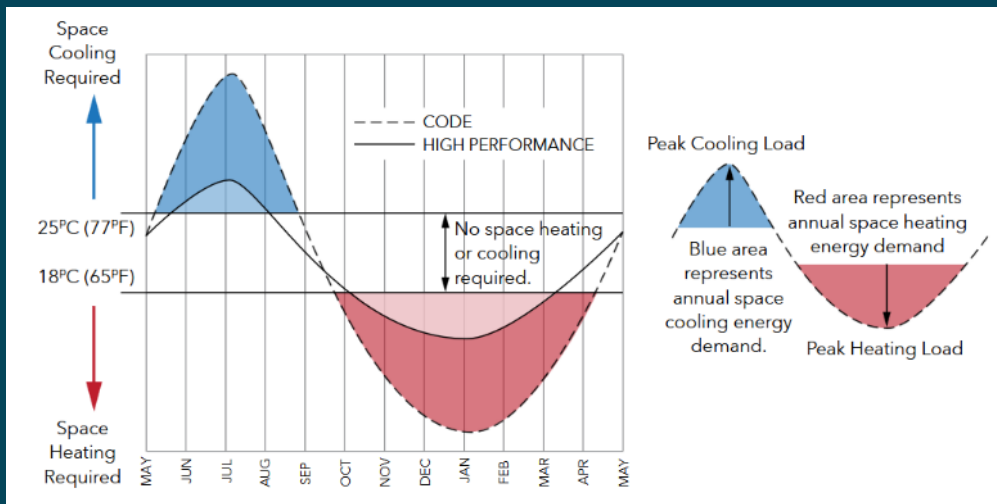 Space
Cooling
Required
CODE
HIGH PERFORMANCE
25ºC (77ºF)
No space heating
or cooling
required.
18ºC (65ºF)
Space
Heating
Required
MAY
JUN
JUL
AUG
SEP
OCT
NOV
DEC
JAN
FEB
MAR
APR
MAY
Peak Cooling Load
Red area represents
annual space heating
energy demand
Blue area
represents
annual space
cooling energy
demand.
Peak Heating Load